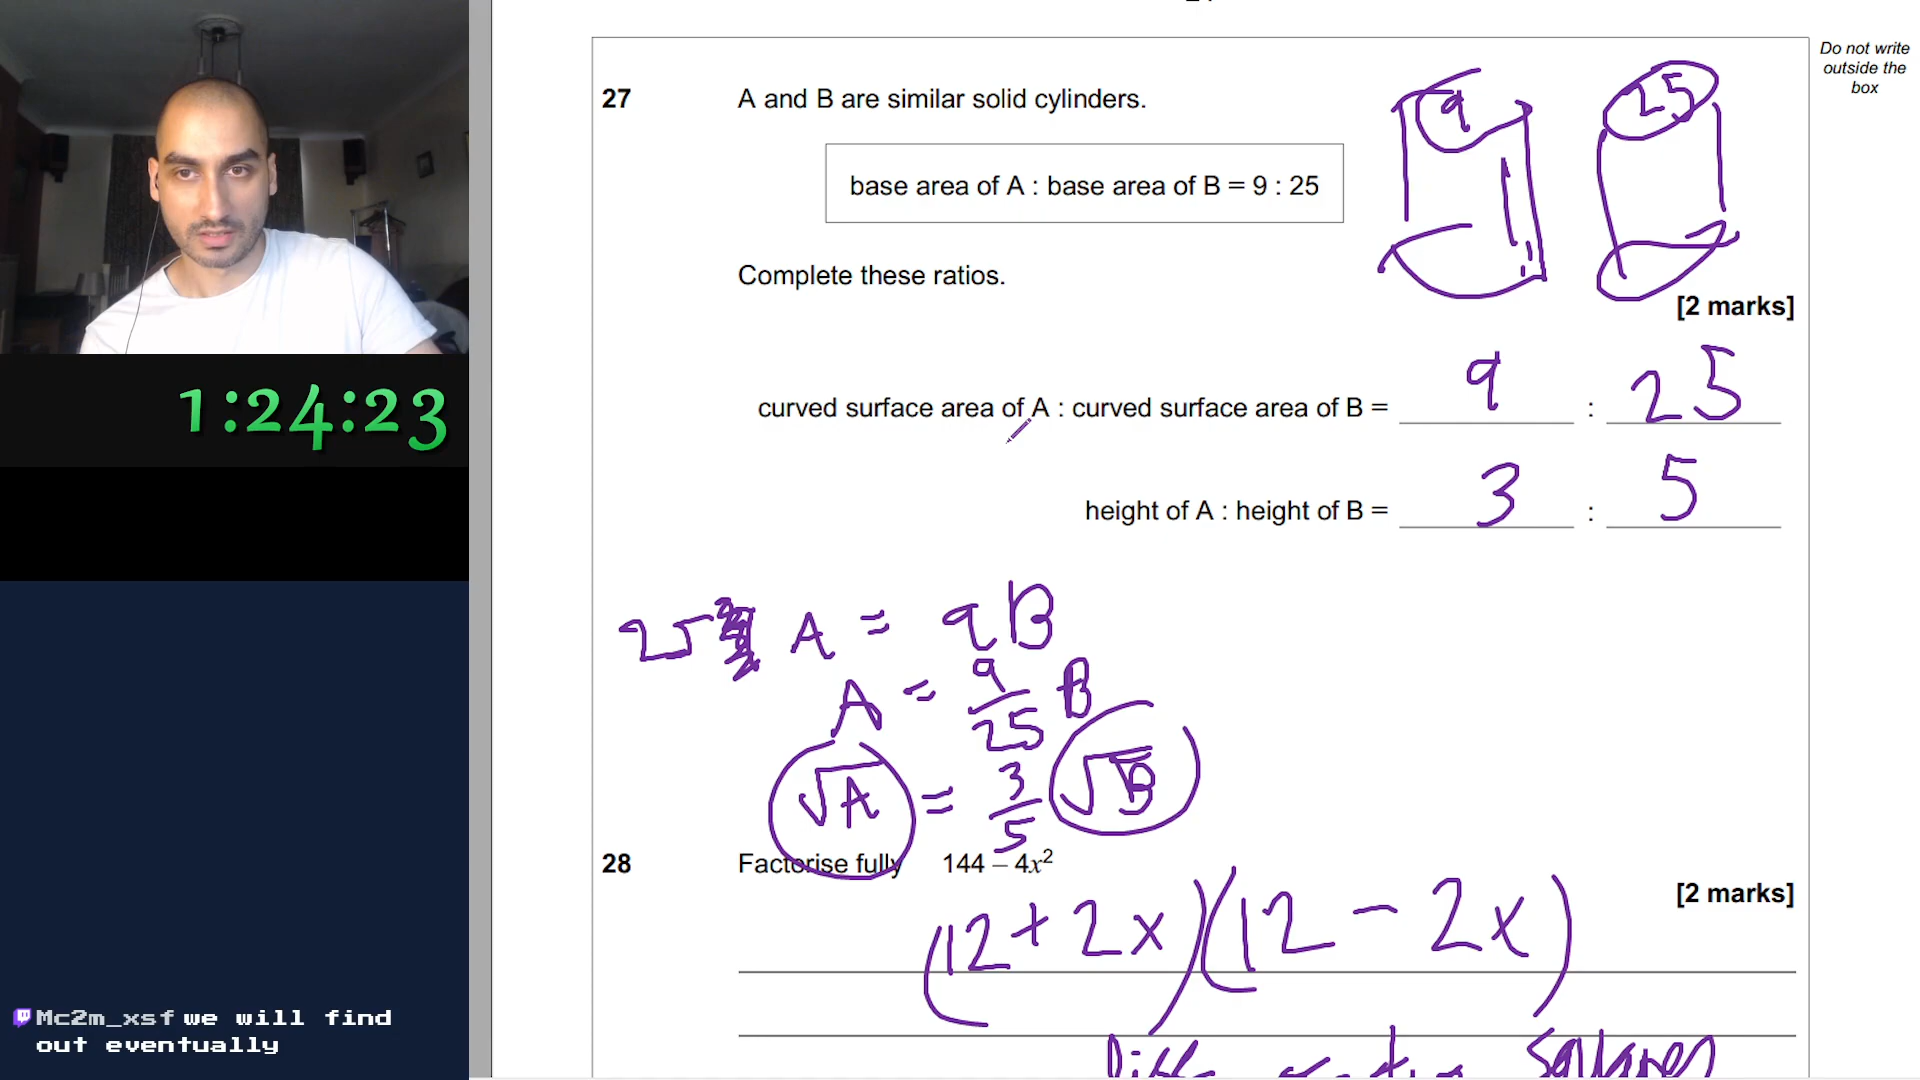 Do not write
outside the
box
27 A and B are similar solid cylinders.
9 25
base area of A : base area of B = 9 : 25
Complete these ratios.
[2 marks]
curved surface area of A : curved surface area of B = 9 : 25
height of A : height of B = 3 : 5
1:24:23
25 A = 9B
A = 9/25 B
√A = 3/5 √B
28 Factorise fully 144 – 4x²
[2 marks]
(12 + 2x)(12 - 2x)
squares
Mc2m_xsf we will find
out eventually